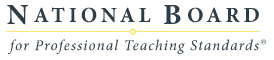 NATIONAL BOARD
for Professional Teaching Standards®